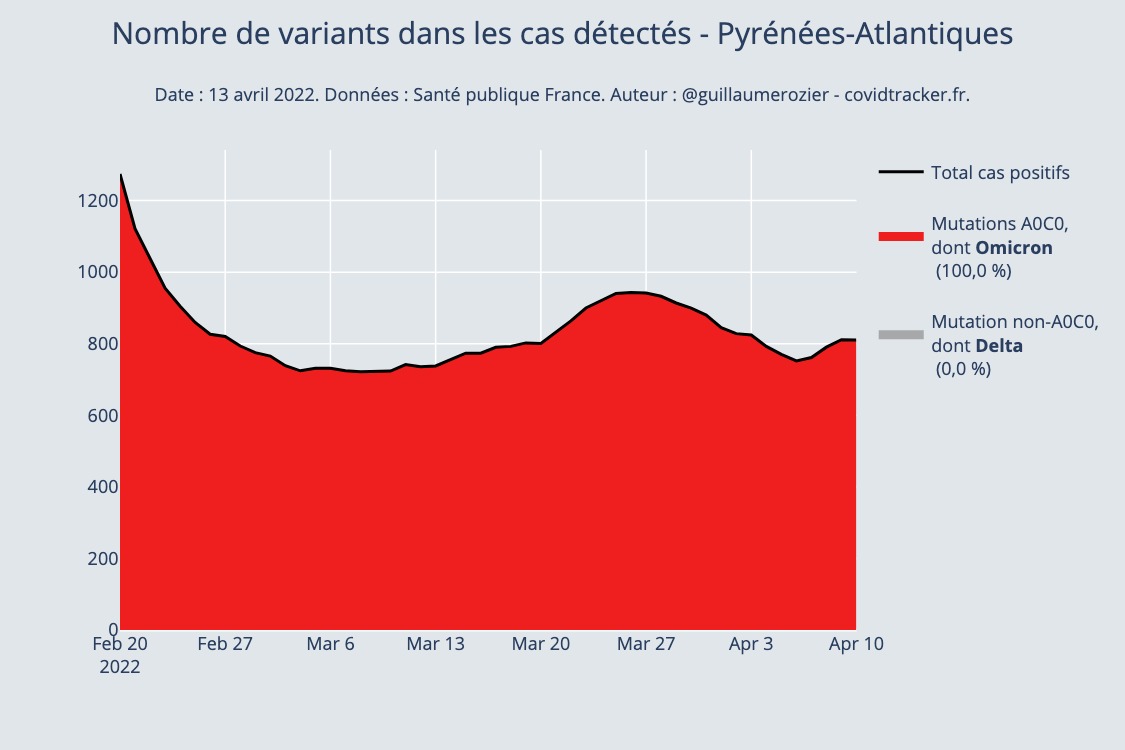 Nombre de variants dans les cas détectés - Pyrénées-Atlantiques
Date : 13 avril 2022. Données : Santé publique France. Auteur : @guillaumerozier - covidtracker.fr.
Total cas positifs
Mutations A0C0,
dont Omicron
(100,0 %)
Mutation non-A0C0,
dont Delta
(0,0 %)
1200
1000
800
600
400
200
0
Feb 20 Feb 27 Mar 6 Mar 13 Mar 20 Mar 27 Apr 3 Apr 10
2022